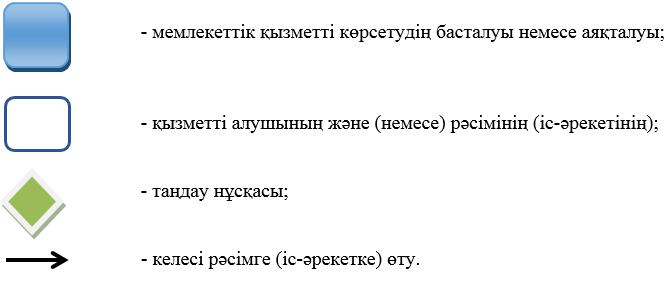 - мемлекеттік қызметті көрсетудің басталуы немесе аяқталуы;
- қызметті алушының және (немесе) рәсімінің (іс-әрекетінің);
- таңдау нұсқасы;
- келесі рәсімге (іс-әрекетке) өту.